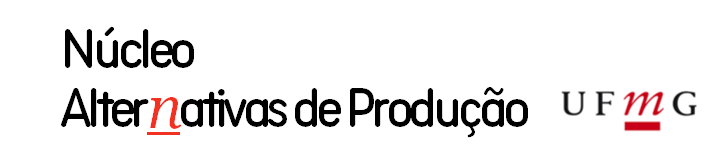 Núcleo
Alternativas de Produção
UFmG